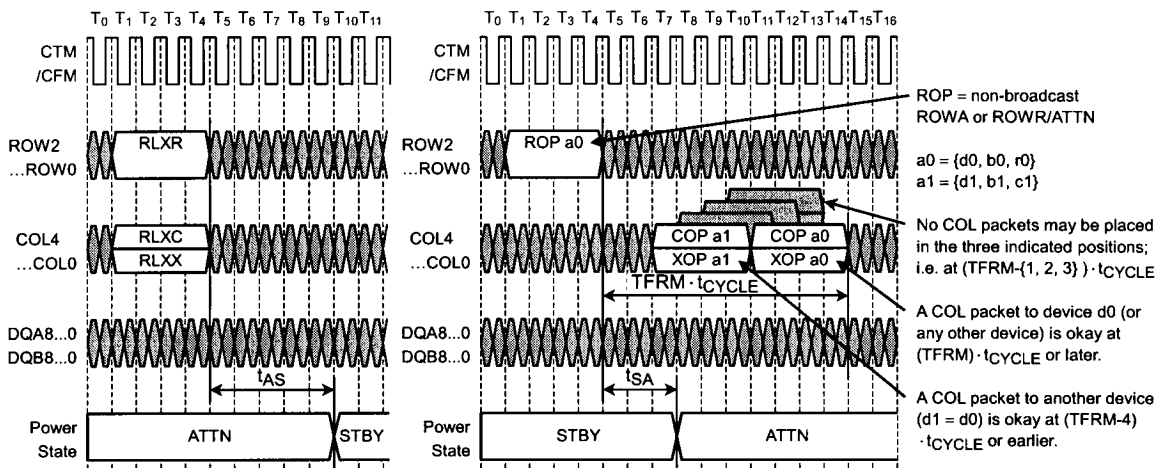 T0 T1 T2 T3 T4 T5 T6 T7 T8 T9 T10 T11
CTM
/CFM
ROW2
...ROW0
RLXR
COL4
...COL0
RLXC
RLXX
DQA8...0
DQB8...0
tAS
Power
State
ATTN
STBY
T0 T1 T2 T3 T4 T5 T6 T7 T8 T9 T10 T11 T12 T13 T14 T15 T16
CTM
/CFM
ROW2
...ROW0
ROP a0
COL4
...COL0
COP a1
COP a0
XOP a1
XOP a0
TFRM · tCYCLE
DQA8...0
DQB8...0
tSA
Power
State
STBY
ATTN
ROP = non-broadcast
ROWA or ROWR/ATTN
a0 = {d0, b0, r0}
a1 = {d1, b1, c1}
No COL packets may be placed
in the three indicated positions;
i.e. at (TFRM-{1, 2, 3} ) · tCYCLE
A COL packet to device d0 (or
any other device) is okay at
(TFRM) · tCYCLE or later.
A COL packet to another device
(d1 = d0) is okay at (TFRM-4)
· tCYCLE or earlier.